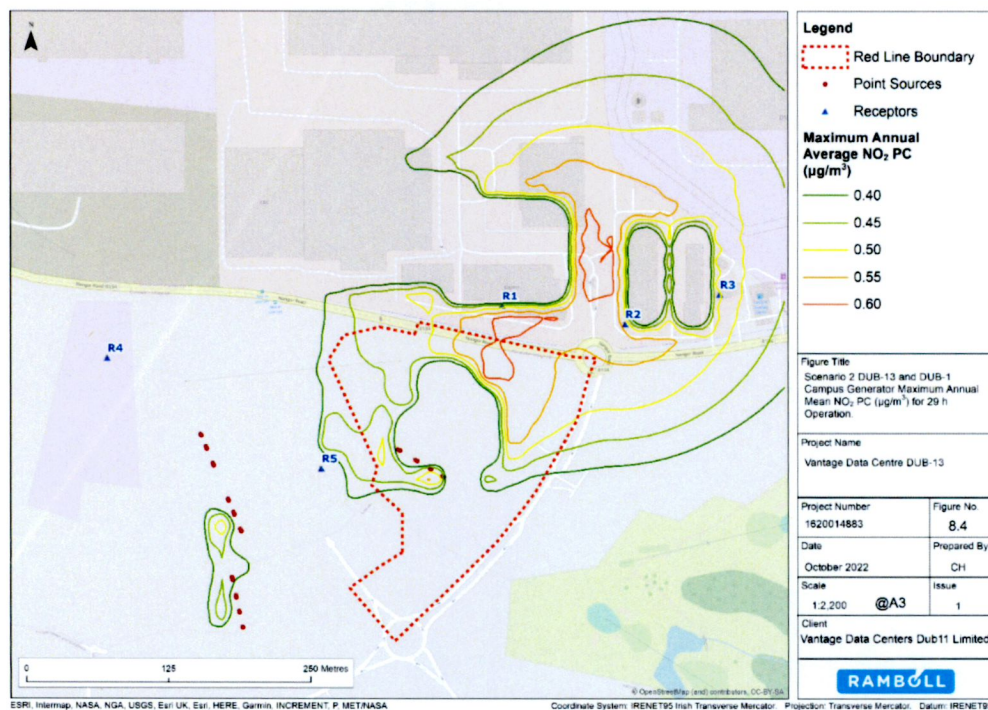 N
R1
R2
R3
R4
R5
0 125 250 Metres
© OpenStreetMap (and) contributors, CC-BY-SA
Legend
Red Line Boundary
Point Sources
Receptors
Maximum Annual
Average NO₂ PC
(µg/m³)
0.40
0.45
0.50
0.55
0.60
Figure Title
Scenario 2 DUB-13 and DUB-1
Campus Generator Maximum Annual
Mean NO₂ PC (µg/m³) for 29 h
Operation.
Project Name
Vantage Data Centre DUB-13
Project Number
1620014883
Figure No.
8.4
Date
October 2022
Prepared By
CH
Scale
1:2,200 @A3
Issue
1
Client
Vantage Data Centers Dub11 Limited
RAMBOLL
ESRI, Intermap, NASA, NGA, USGS, Esri UK, Esri, HERE, Garmin, INCREMENT, P, MET/NASA
Coordinate System: IRENET95 Irish Transverse Mercator. Projection: Transverse Mercator. Datum: IRENET9